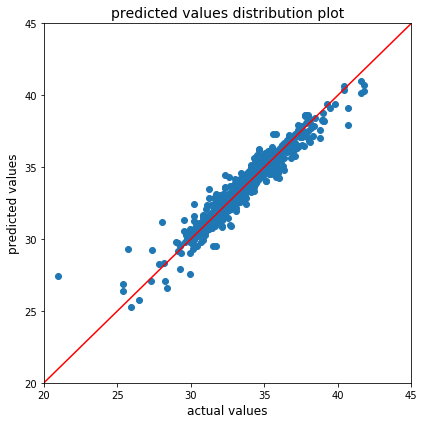 predicted values distribution plot
45
40
35
30
25
20
predicted values
20 25 30 35 40 45
actual values